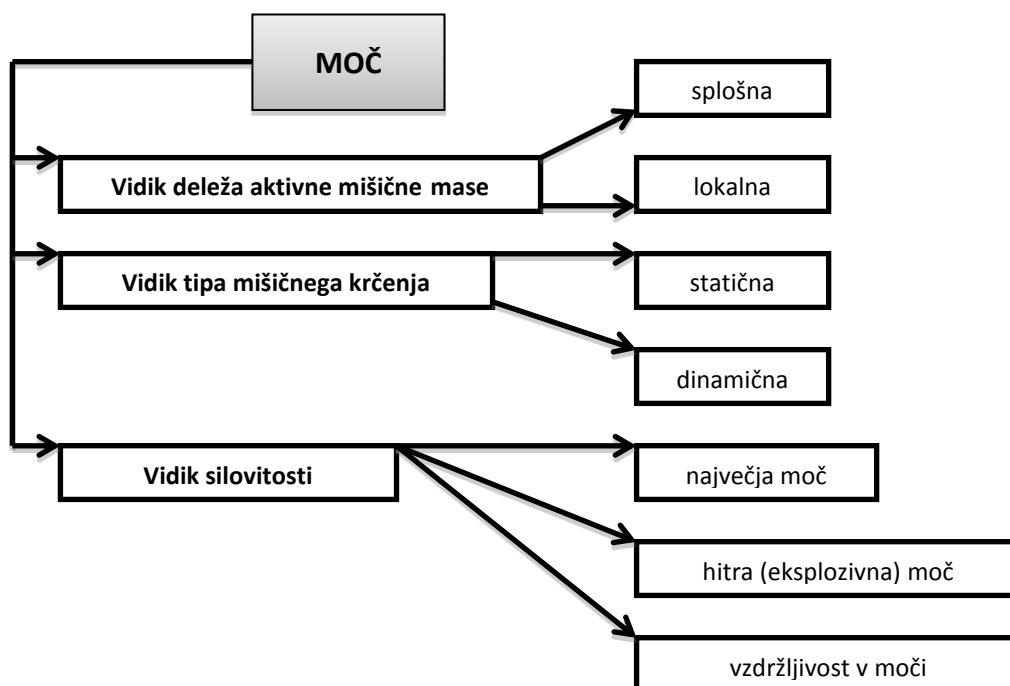 MOČ
splošna
Vidik deleža aktivne mišične mase
lokalna
Vidik tipa mišičnega krčenja
statična
dinamična
Vidik silovitosti
največja moč
hitra (eksplozivna) moč
vzdržljivost v moči